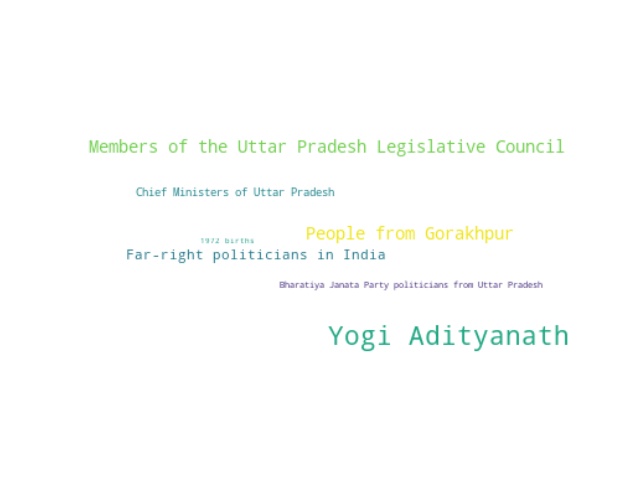 Members of the Uttar Pradesh Legislative Council
Chief Ministers of Uttar Pradesh
People from Gorakhpur
1972 births
Far-right politicians in India
Bharatiya Janata Party politicians from Uttar Pradesh
Yogi Adityanath